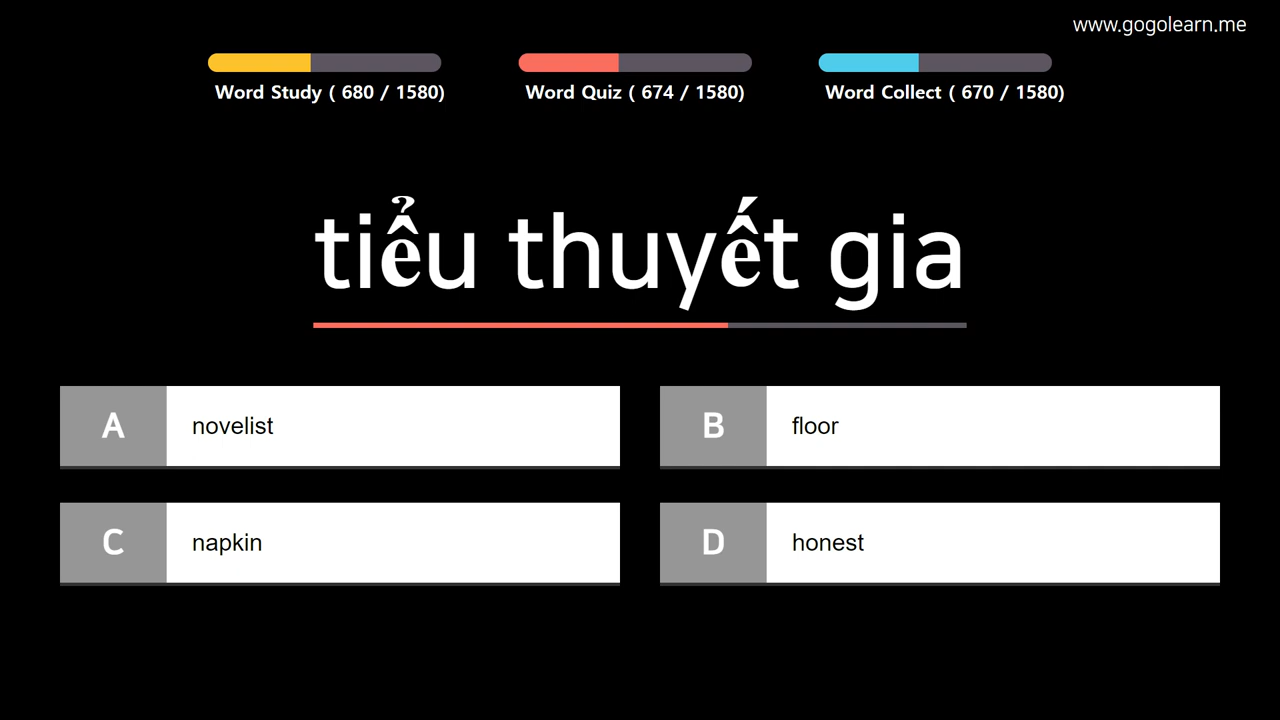 www.gogolearn.me
Word Study ( 680 / 1580)
Word Quiz ( 674 / 1580)
Word Collect ( 670 / 1580)
tiểu thuyết gia
A novelist
B floor
C napkin
D honest